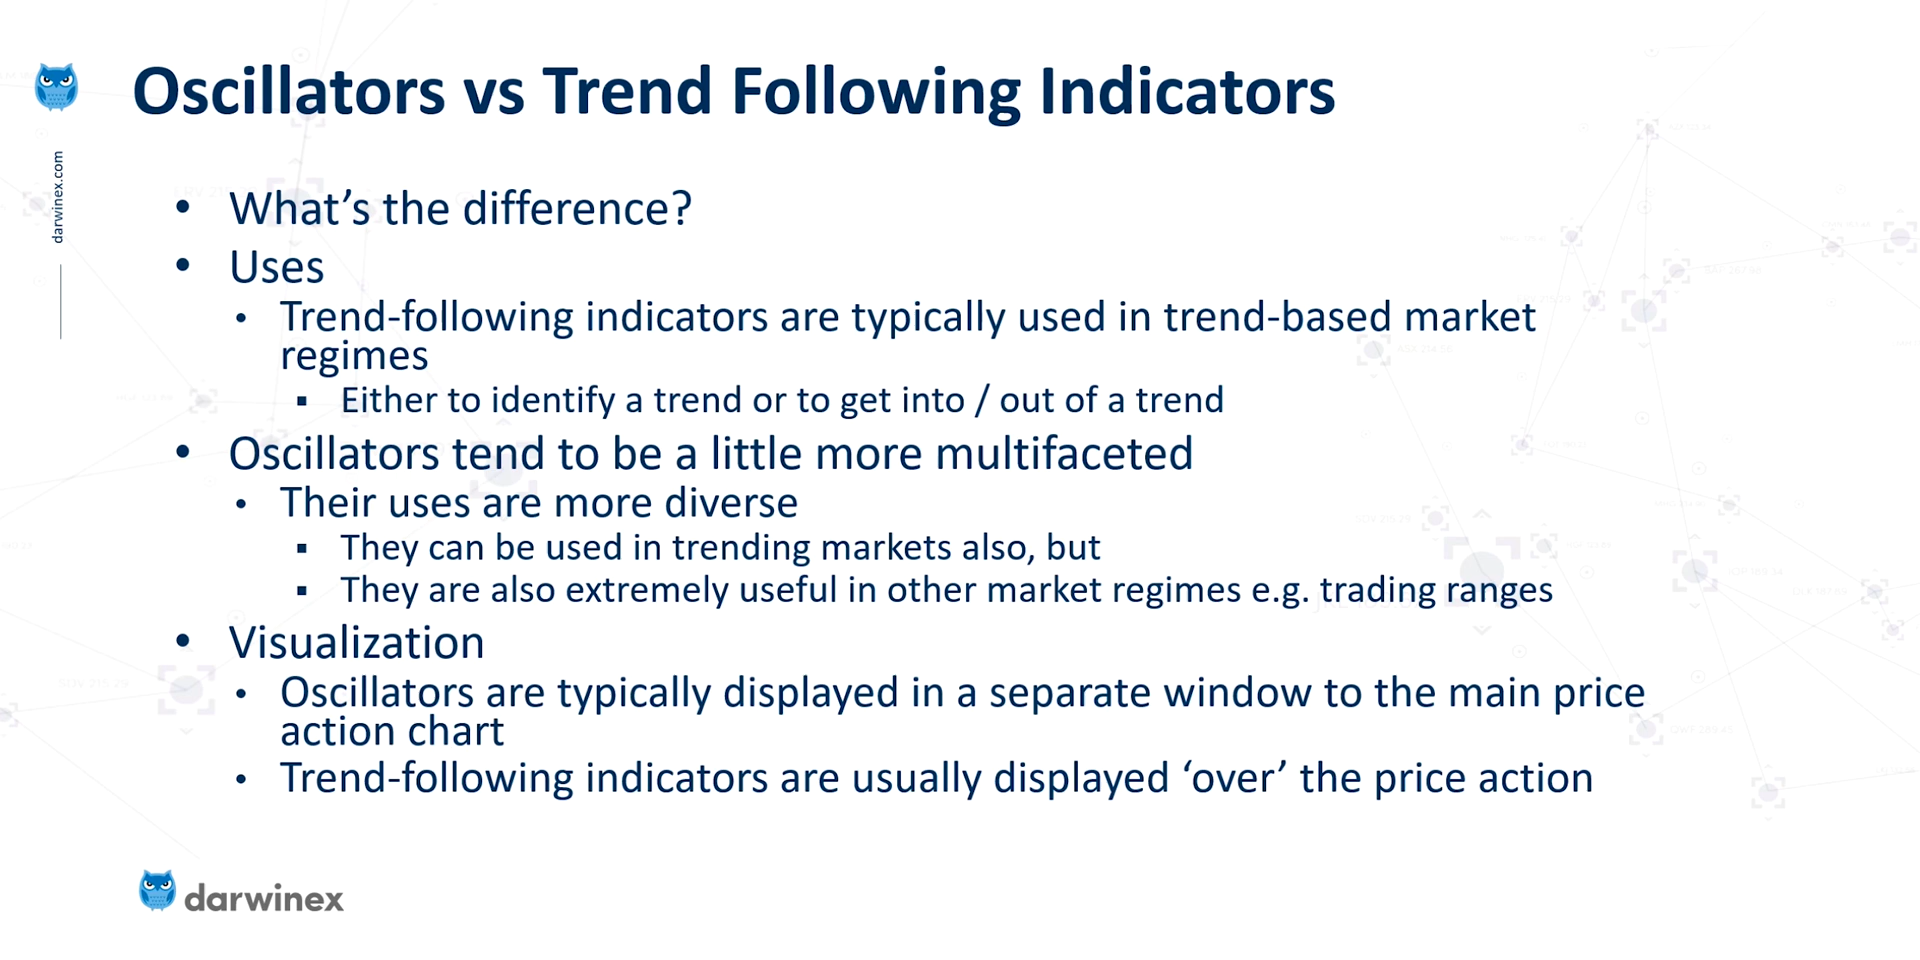 Oscillators vs Trend Following Indicators
darwinex.com
• What’s the difference?
• Uses
• Trend-following indicators are typically used in trend-based market
regimes
▪ Either to identify a trend or to get into / out of a trend
• Oscillators tend to be a little more multifaceted
• Their uses are more diverse
▪ They can be used in trending markets also, but
▪ They are also extremely useful in other market regimes e.g. trading ranges
• Visualization
• Oscillators are typically displayed in a separate window to the main price
action chart
• Trend-following indicators are usually displayed ‘over’ the price action
darwinex